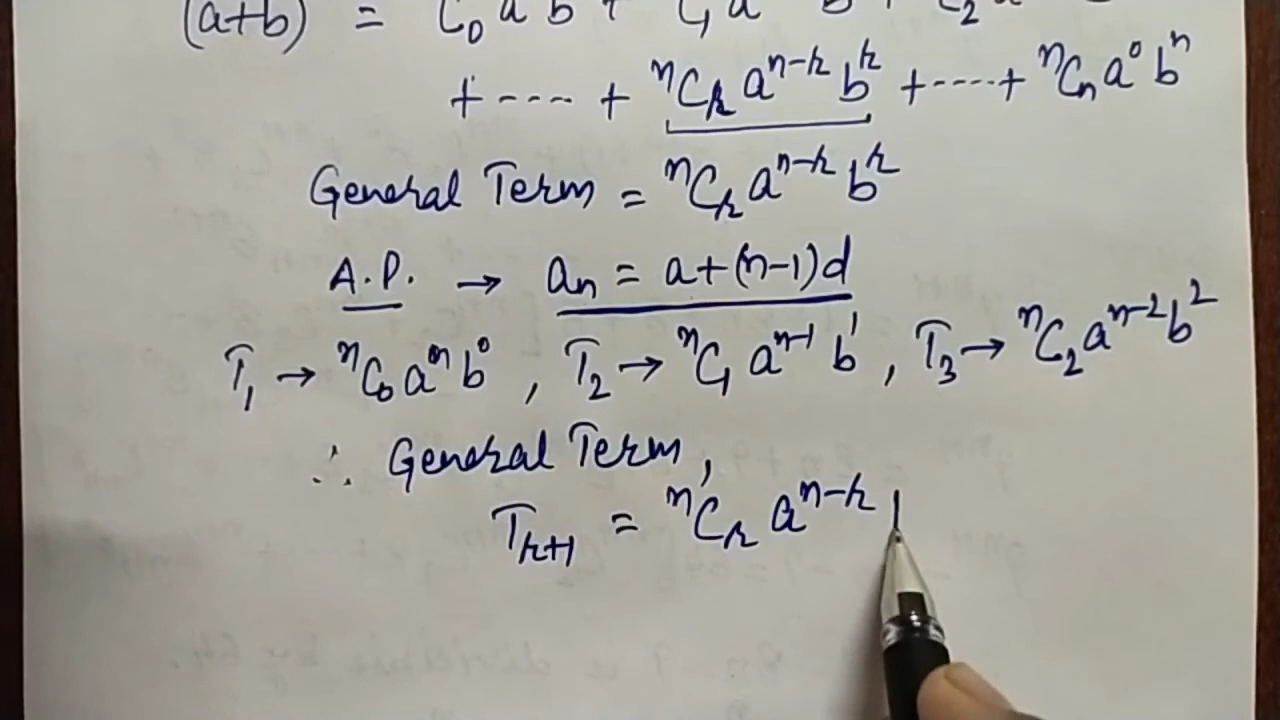 (a+b) = C₀ a b + C₁ a b + C₂ a
+ ---- + ⁿCᵣ aⁿ⁻ʳ bʳ + ---- + ⁿCₙ a⁰ bⁿ
General Term = ⁿCᵣ aⁿ⁻ʳ bʳ
A.P. → aₙ = a+(n-1)d
T₁ → ⁿC₀ aⁿ b⁰ , T₂ → ⁿC₁ aⁿ⁻¹ b¹ , T₃ → ⁿC₂ aⁿ⁻² b²
∴ General Term,
Tᵣ₊₁ = ⁿCᵣ aⁿ⁻ʳ